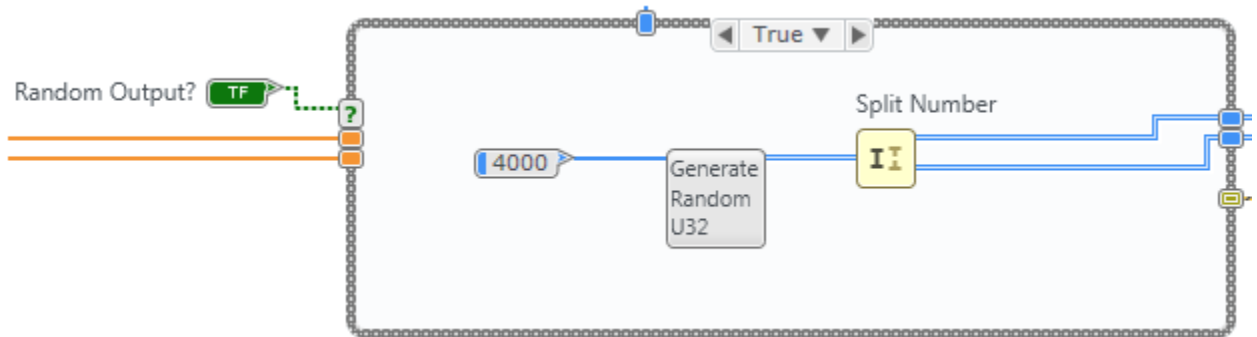 True
Random Output? TF
?
Split Number
4000
Generate
Random
U32